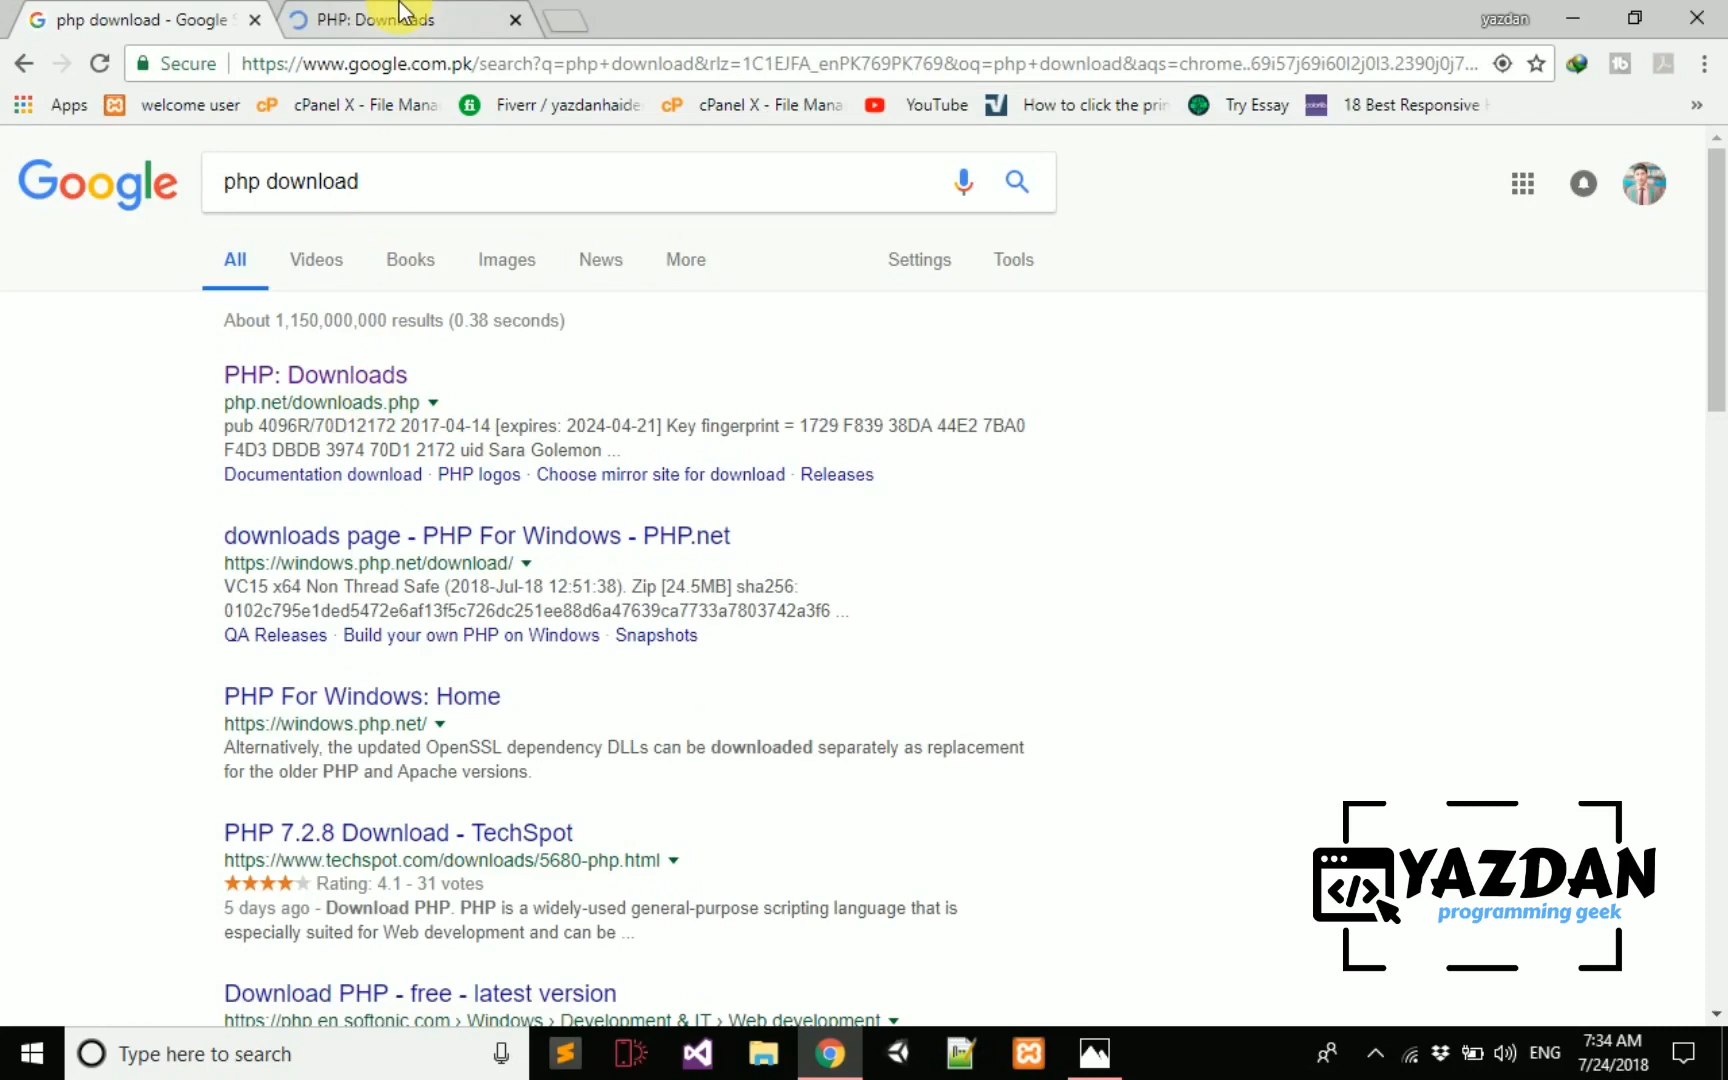 php download - Google
PHP: Downloads
yazdan
Secure
https://www.google.com.pk/search?q=php+download&rlz=1C1EJFA_enPK769PK769&oq=php+download&aqs=chrome..69i57j69i60l2j0l3.2390j0j7...
Apps
welcome user
cPanel X - File Mana
Fiverr / yazdanhaide
cPanel X - File Mana
YouTube
How to click the prin
Try Essay
18 Best Responsive
Google
php download
All
Videos
Books
Images
News
More
Settings
Tools
About 1,150,000,000 results (0.38 seconds)
PHP: Downloads
php.net/downloads.php
pub 4096R/70D12172 2017-04-14 [expires: 2024-04-21] Key fingerprint = 1729 F839 38DA 44E2 7BA0
F4D3 DBDB 3974 70D1 2172 uid Sara Golemon ...
Documentation download · PHP logos · Choose mirror site for download · Releases
downloads page - PHP For Windows - PHP.net
https://windows.php.net/download/
VC15 x64 Non Thread Safe (2018-Jul-18 12:51:38). Zip [24.5MB] sha256:
0102c795e1ded5472e6af13f5c726dc251ee88d6a47639ca7733a7803742a3f6 ...
QA Releases · Build your own PHP on Windows · Snapshots
PHP For Windows: Home
https://windows.php.net/
Alternatively, the updated OpenSSL dependency DLLs can be downloaded separately as replacement
for the older PHP and Apache versions.
PHP 7.2.8 Download - TechSpot
https://www.techspot.com/downloads/5680-php.html
Rating: 4.1 - 31 votes
5 days ago - Download PHP. PHP is a widely-used general-purpose scripting language that is
especially suited for Web development and can be ...
Download PHP - free - latest version
https://php.en.softonic.com › Windows › Development & IT › Web development
YAZDAN
programming geek
Type here to search
ENG
7:34 AM
7/24/2018